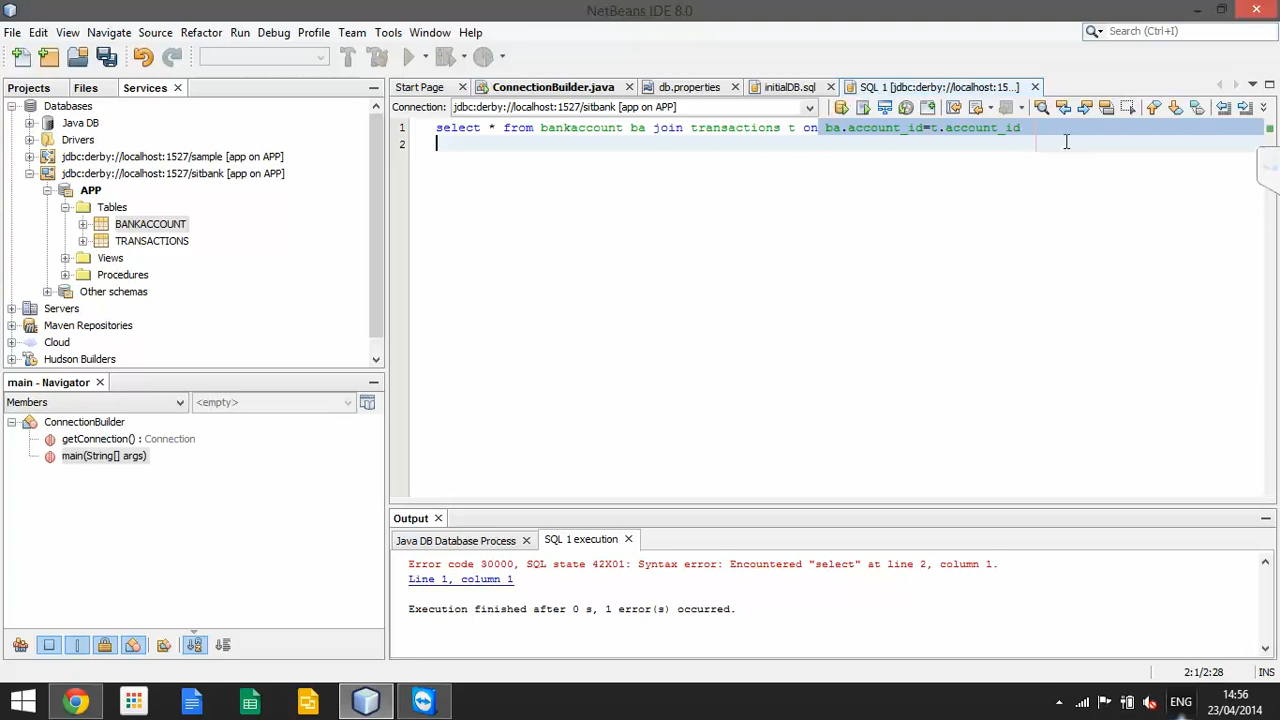 NetBeans IDE 8.0
File Edit View Navigate Source Refactor Run Debug Profile Team Tools Window Help
Search (Ctrl+I)
Projects Files Services
Start Page ConnectionBuilder.java db.properties initialDB.sql SQL 1 [jdbc:derby://localhost:15...]
Connection: jdbc:derby://localhost:1527/sitbank [app on APP]
Databases
Java DB
Drivers
jdbc:derby://localhost:1527/sample [app on APP]
jdbc:derby://localhost:1527/sitbank [app on APP]
APP
Tables
BANKACCOUNT
TRANSACTIONS
Views
Procedures
Other schemas
Servers
Maven Repositories
Cloud
Hudson Builders
1 select * from bankaccount ba join transactions t on ba.account_id=t.account_id
2
main - Navigator
Members <empty>
ConnectionBuilder
getConnection() : Connection
main(String[] args)
Output
Java DB Database Process SQL 1 execution
Error code 30000, SQL state 42X01: Syntax error: Encountered "select" at line 2, column 1.
Line 1, column 1
Execution finished after 0 s, 1 error(s) occurred.
2:1/2:28 INS
ENG
14:56
23/04/2014